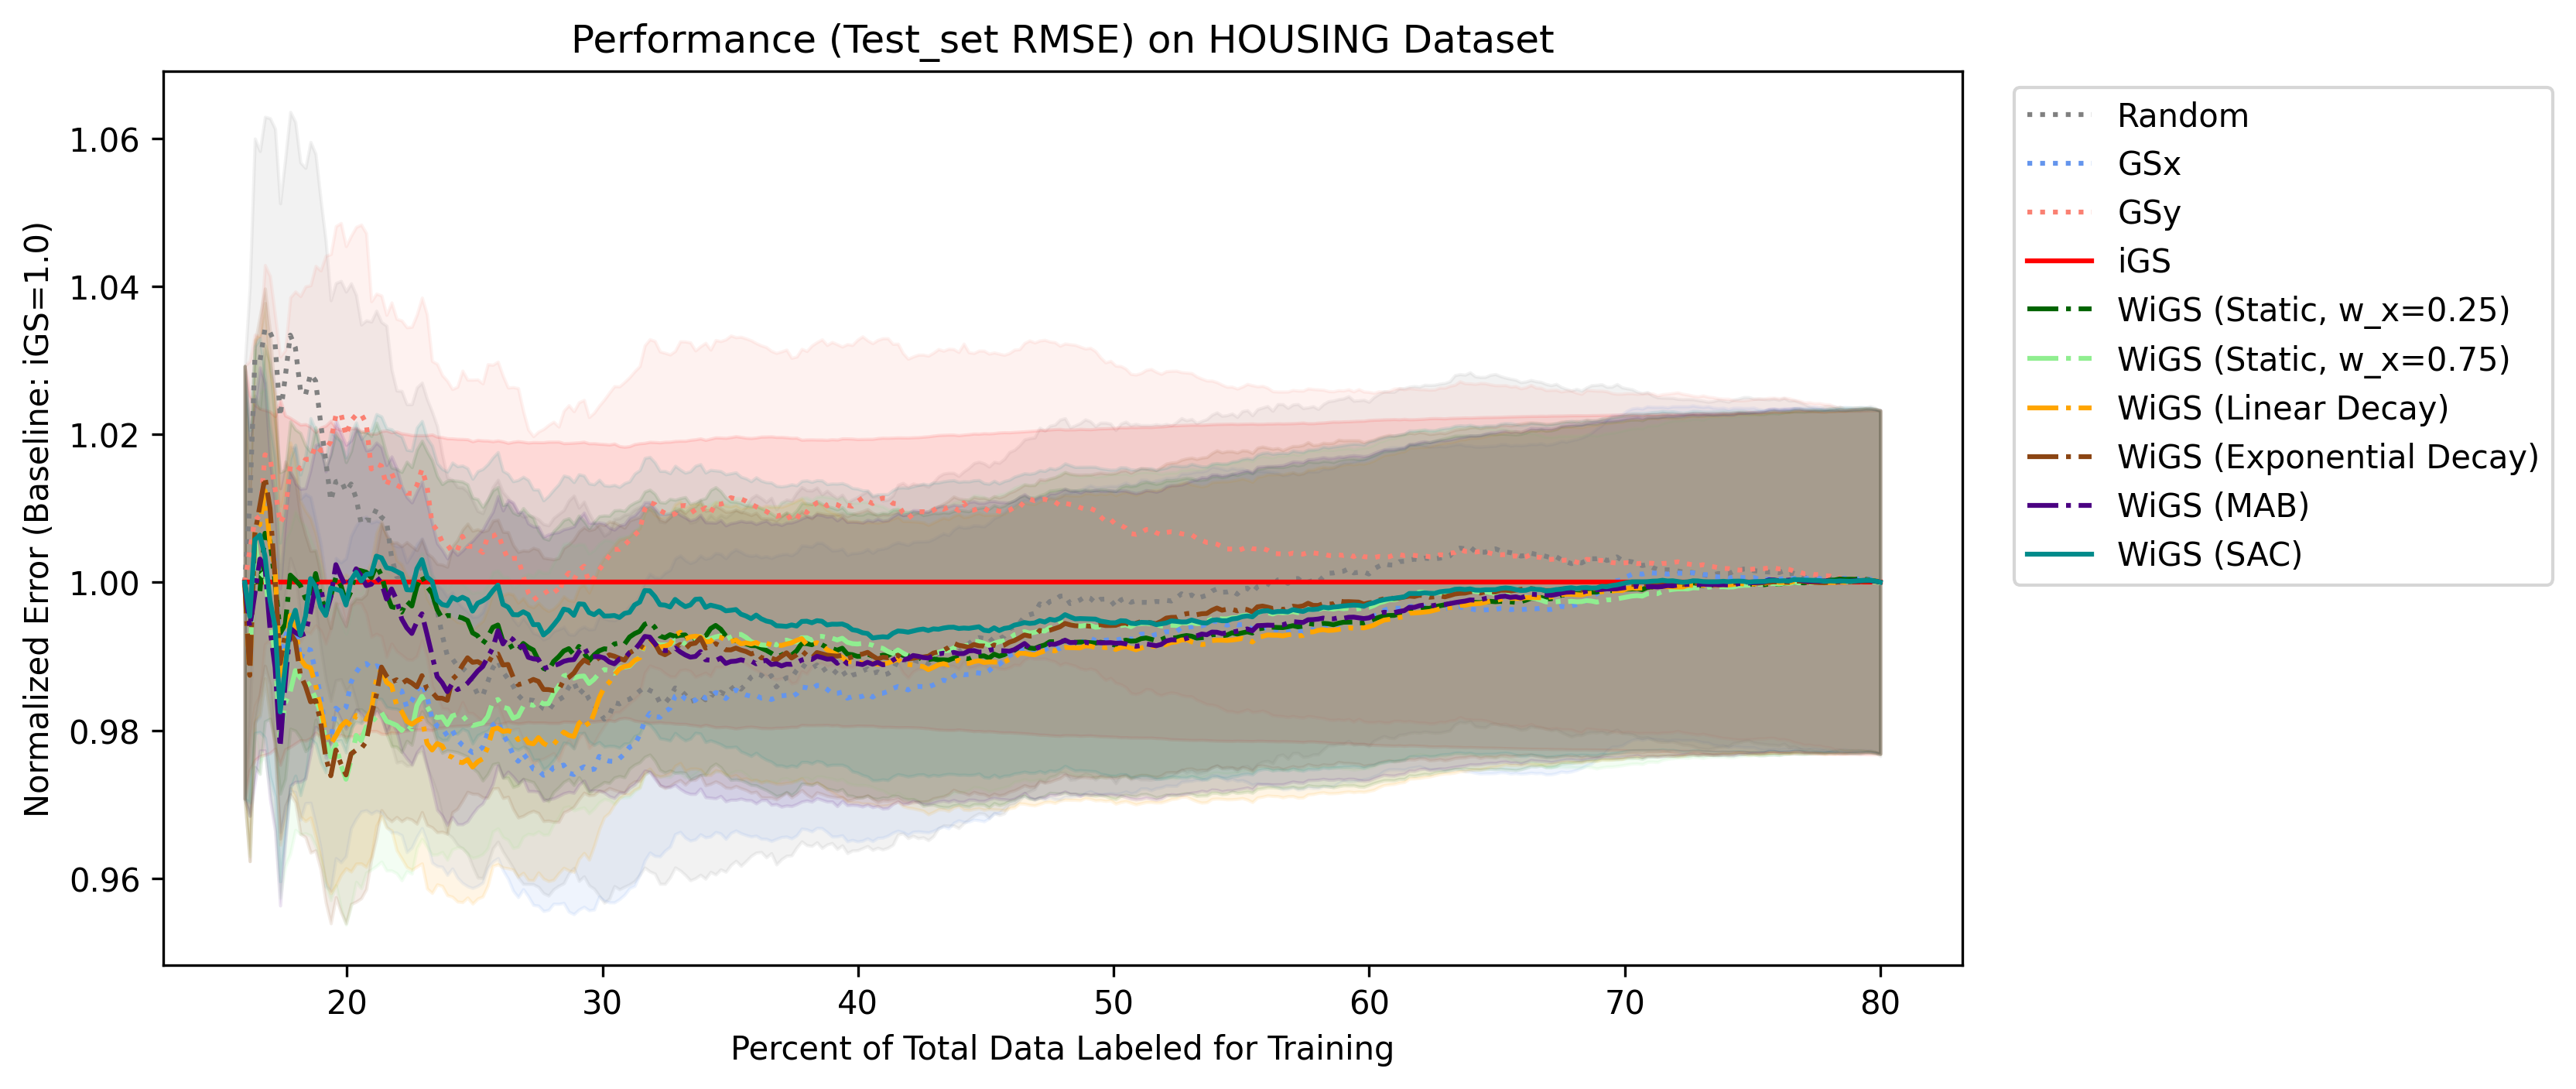 Performance (Test_set RMSE) on HOUSING Dataset
Normalized Error (Baseline: iGS=1.0)
1.06
1.04
1.02
1.00
0.98
0.96
20 30 40 50 60 70 80
Percent of Total Data Labeled for Training
Random
GSx
GSy
iGS
WiGS (Static, w_x=0.25)
WiGS (Static, w_x=0.75)
WiGS (Linear Decay)
WiGS (Exponential Decay)
WiGS (MAB)
WiGS (SAC)